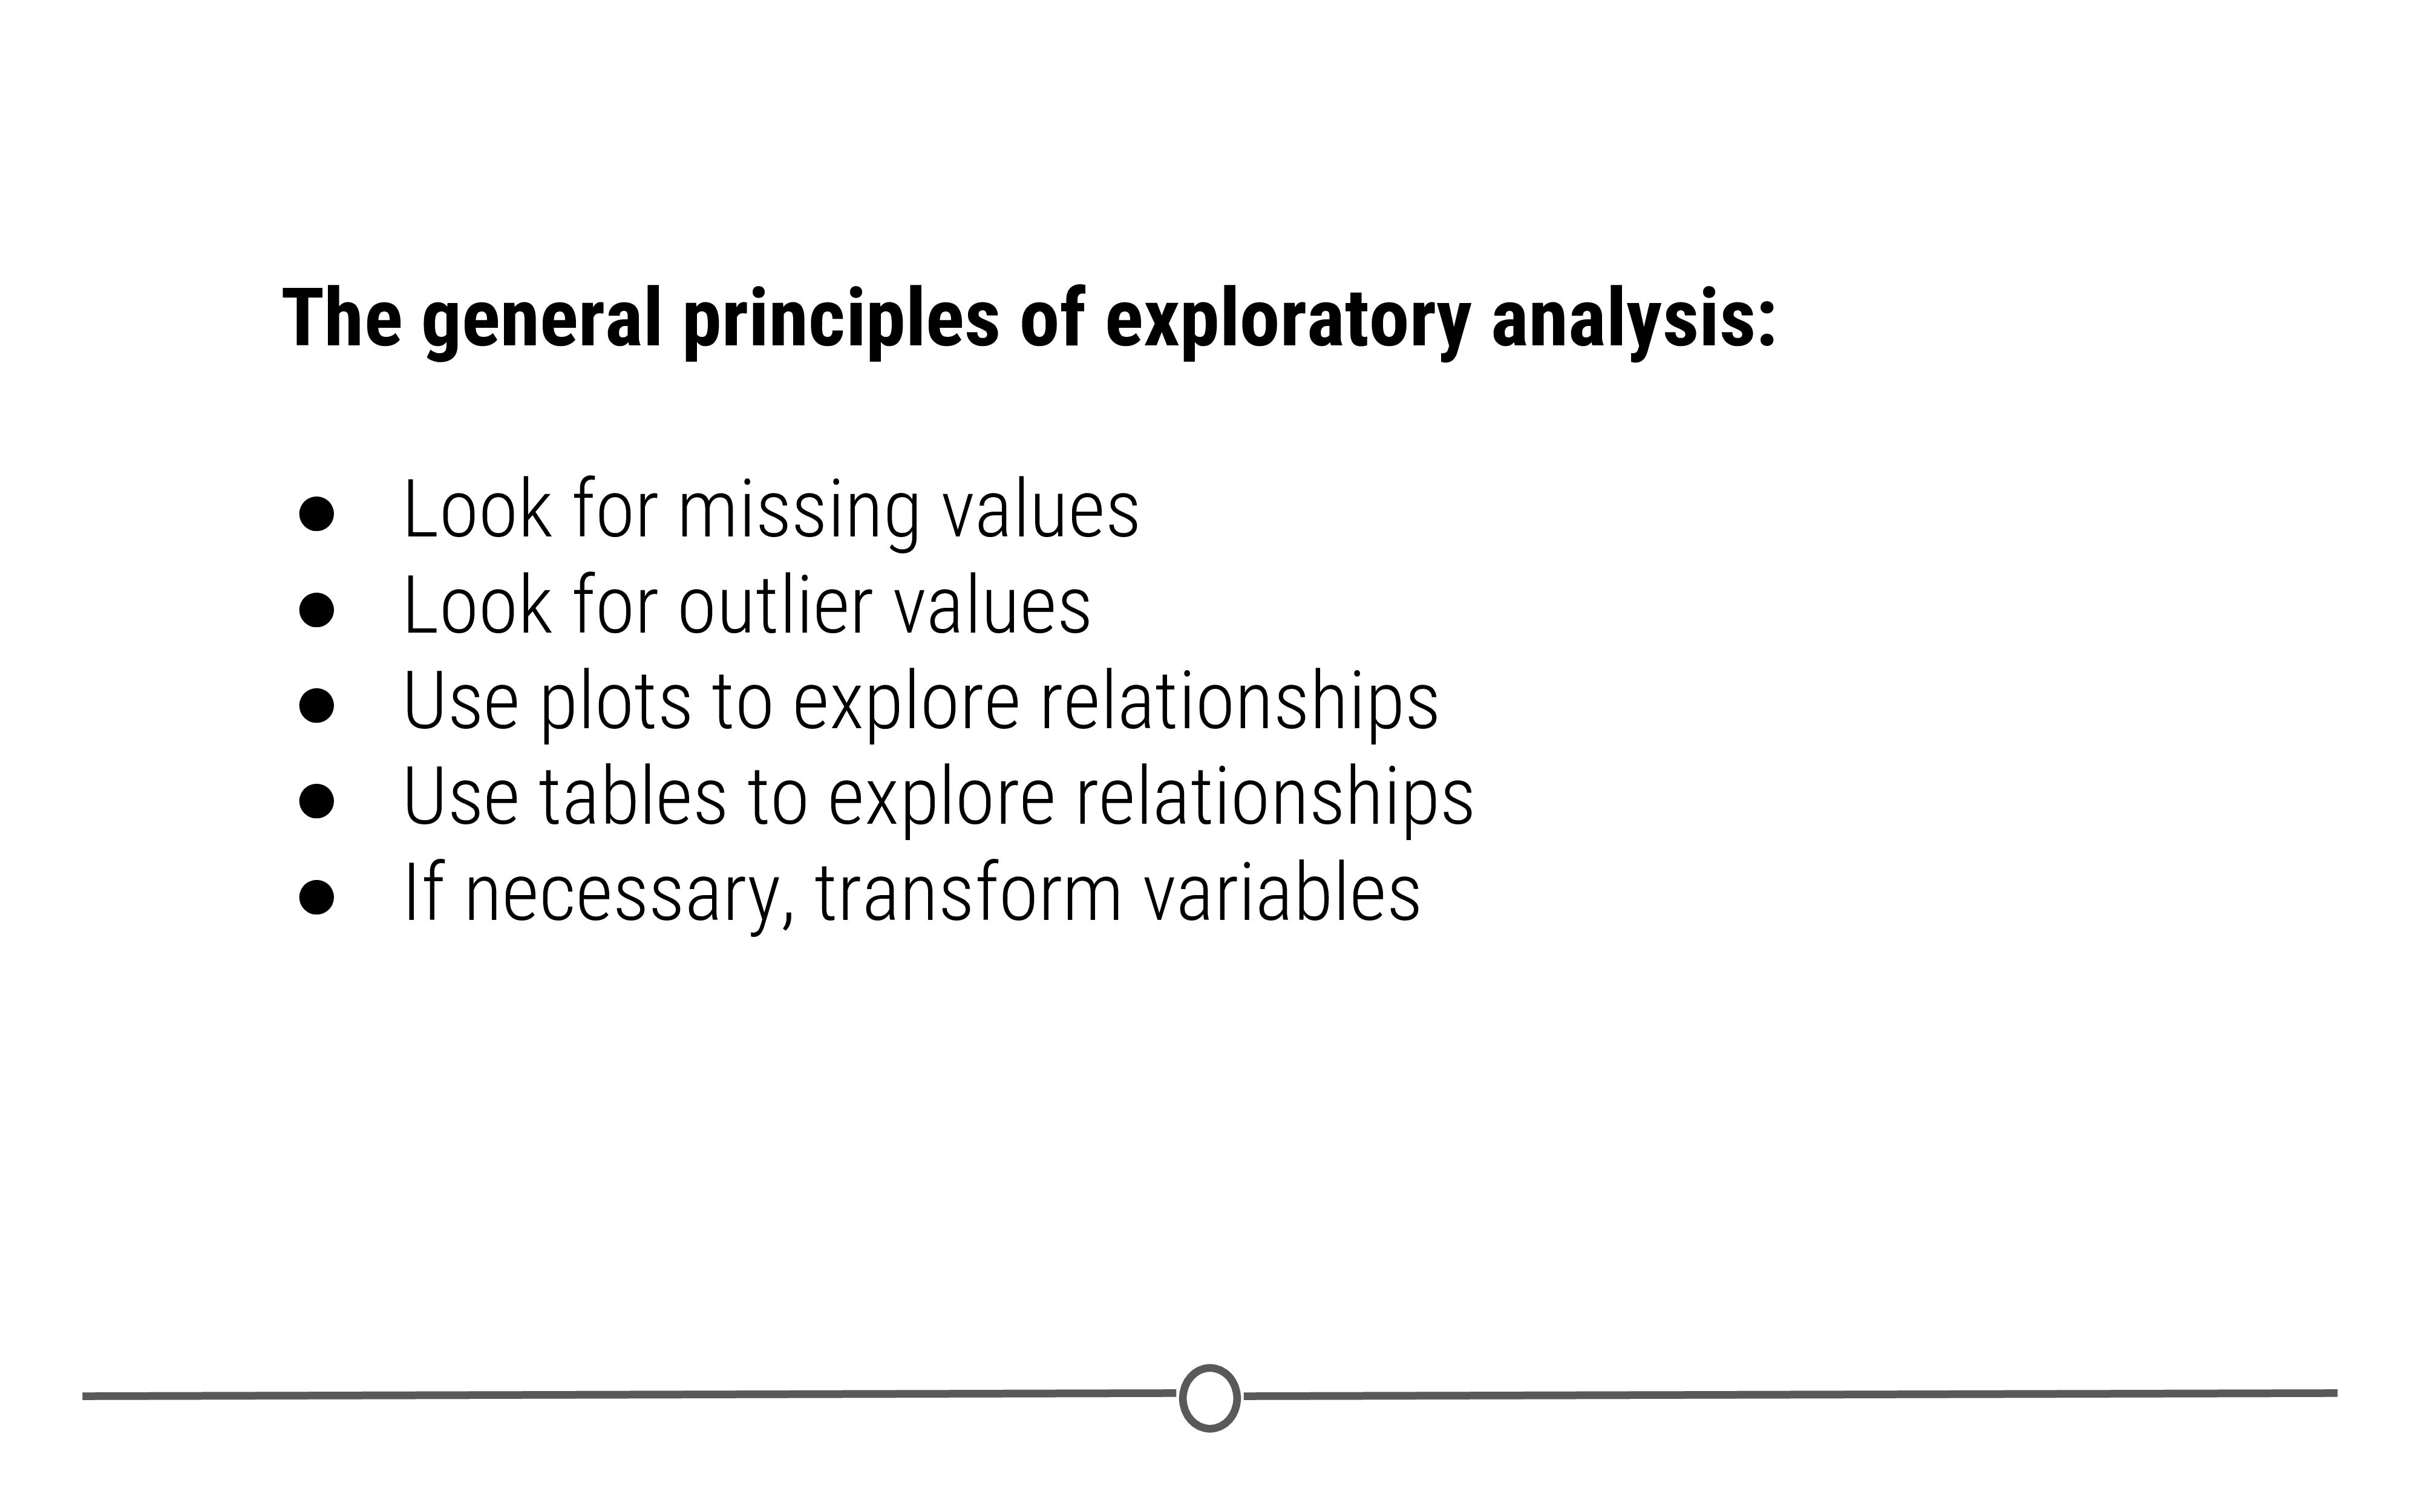 The general principles of exploratory analysis:
● Look for missing values
● Look for outlier values
● Use plots to explore relationships
● Use tables to explore relationships
● If necessary, transform variables